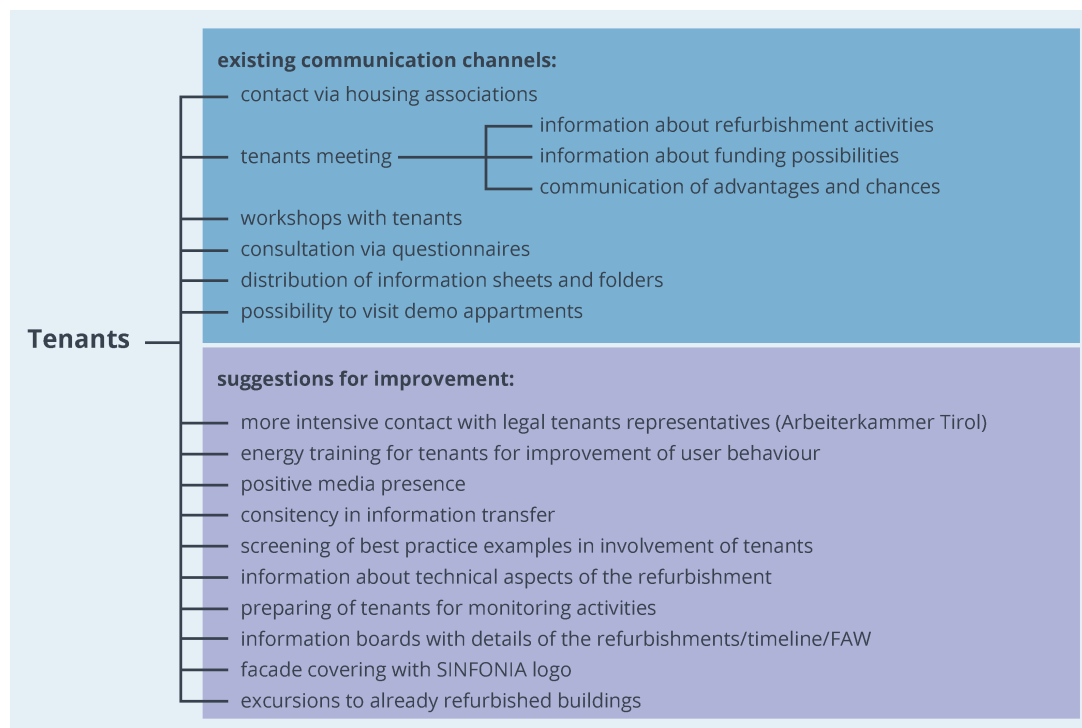 existing communication channels:
contact via housing associations
tenants meeting
information about refurbishment activities
information about funding possibilities
communication of advantages and chances
workshops with tenants
consultation via questionnaires
distribution of information sheets and folders
possibility to visit demo appartments
Tenants
suggestions for improvement:
more intensive contact with legal tenants representatives (Arbeiterkammer Tirol)
energy training for tenants for improvement of user behaviour
positive media presence
consitency in information transfer
screening of best practice examples in involvement of tenants
information about technical aspects of the refurbishment
preparing of tenants for monitoring activities
information boards with details of the refurbishments/timeline/FAW
facade covering with SINFONIA logo
excursions to already refurbished buildings